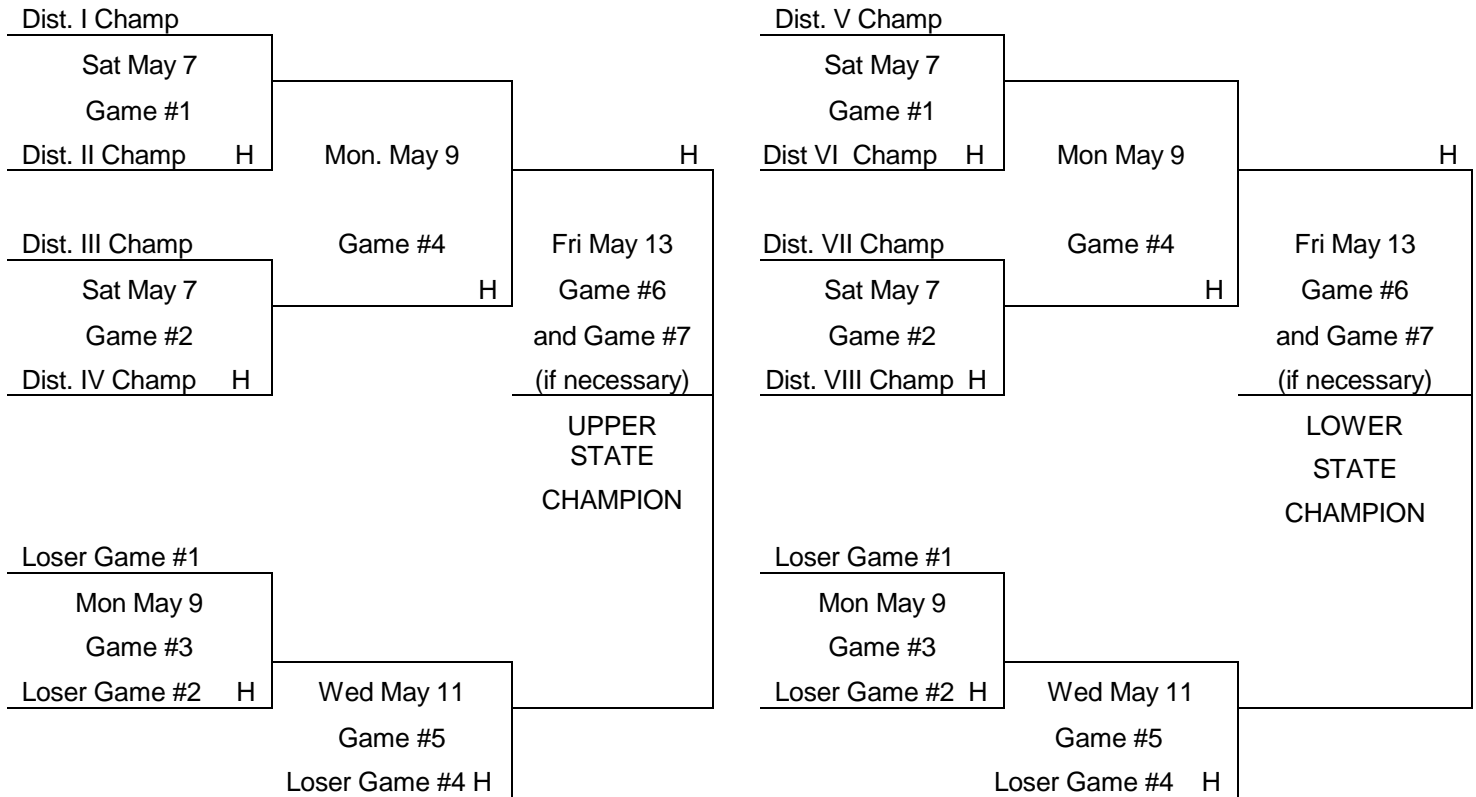 Dist. I Champ
Sat May 7
Game #1
Dist. II Champ H
Mon. May 9
H
Dist. III Champ
Game #4
Fri May 13
Sat May 7
H
Game #6
Game #2
and Game #7
Dist. IV Champ H
(if necessary)
UPPER
STATE
CHAMPION
Loser Game #1
Mon May 9
Game #3
Loser Game #2 H
Wed May 11
Game #5
Loser Game #4 H
Dist. V Champ
Sat May 7
Game #1
Dist VI Champ H
Mon May 9
H
Dist. VII Champ
Game #4
Fri May 13
Sat May 7
H
Game #6
Game #2
and Game #7
Dist. VIII Champ H
(if necessary)
LOWER
STATE
CHAMPION
Loser Game #1
Mon May 9
Game #3
Loser Game #2 H
Wed May 11
Game #5
Loser Game #4 H